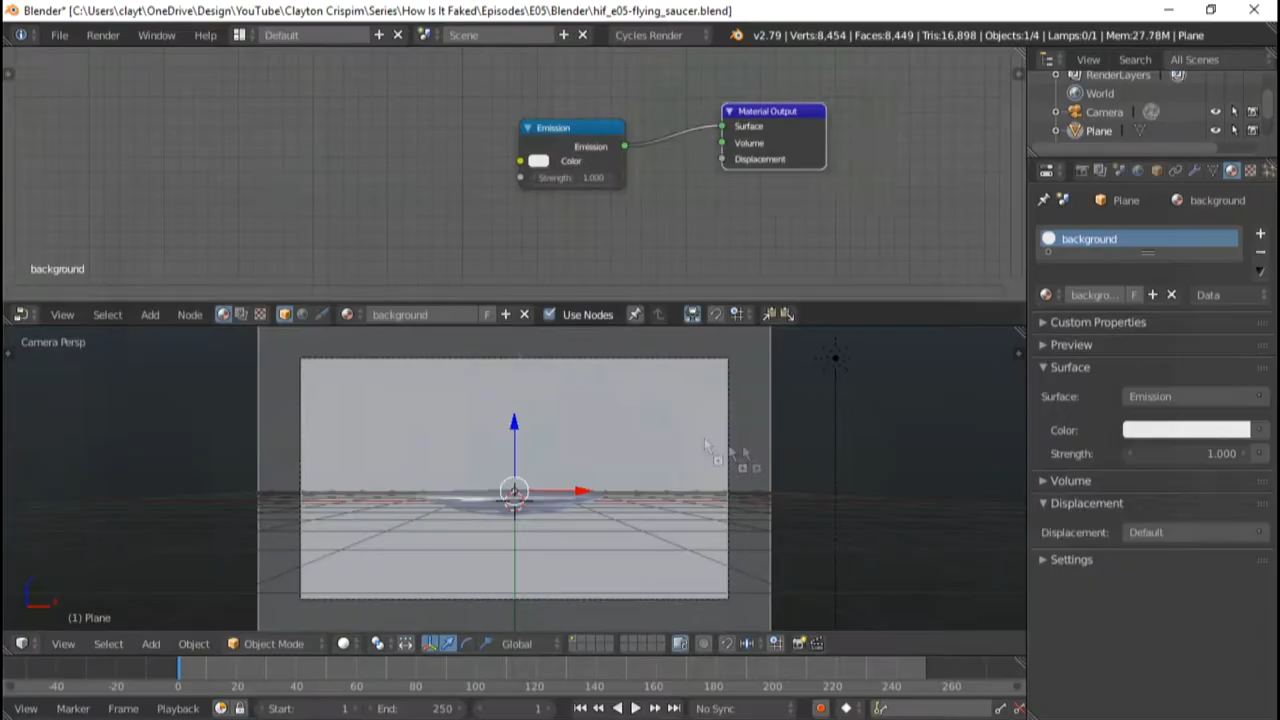 Blender* [C:\Users\clayt\OneDrive\Design\YouTube\Clayton Crispim\Series\How Is It Faked\Episodes\E05\Blender\hif_e05-flying_saucer.blend]
File Render Window Help Default Scene Cycles Render v2.79 | Verts:8,454 | Faces:8,449 | Tris:16,898 | Objects:1/4 | Lamps:0/1 | Mem:27.78M | Plane
View Search All Scenes
RenderLayers
World
Camera
Plane
Material Output
Surface
Volume
Displacement
Emission
Emission
Color
Strength: 1.000
background
Plane background
background
backgro... F Data
View Select Add Node background F Use Nodes
Custom Properties
Preview
Surface
Surface: Emission
Color:
Strength: 1.000
Volume
Displacement
Displacement: Default
Settings
Camera Persp
(1) Plane
View Select Add Object Object Mode Global
-40 -20 0 20 40 60 80 100 120 140 160 180 200 220 240 260
View Marker Frame Playback Start: 1 End: 250 1 No Sync